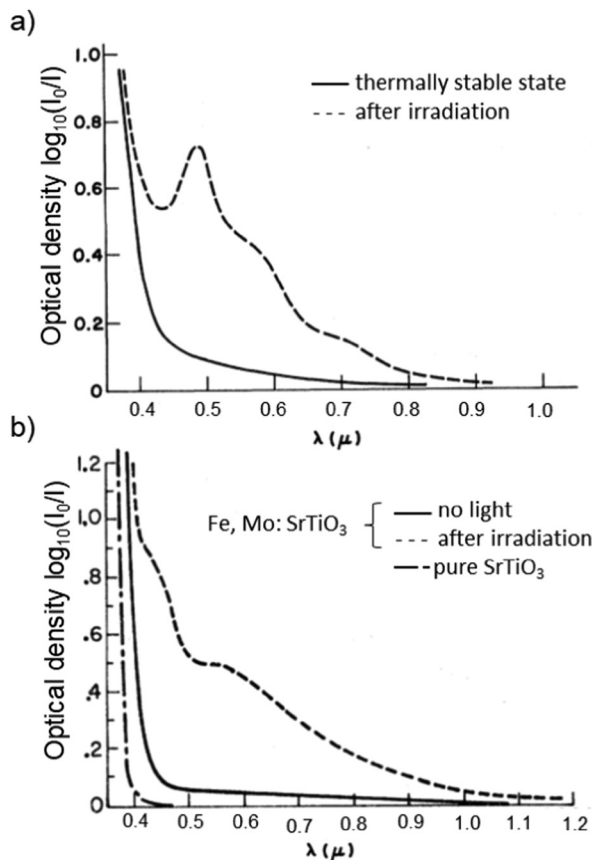 a)
Optical density log₁₀(I₀/I)
1.0
0.8
0.6
0.4
0.2
0
thermally stable state
after irradiation
0.4 0.5 0.6 0.7 0.8 0.9 1.0
λ(μ)
b)
Optical density log₁₀(I₀/I)
1.2
1.0
.8
.6
.4
.2
0
Fe, Mo: SrTiO₃
no light
after irradiation
pure SrTiO₃
0.4 0.5 0.6 0.7 0.8 0.9 1.0 1.1 1.2
λ(μ)